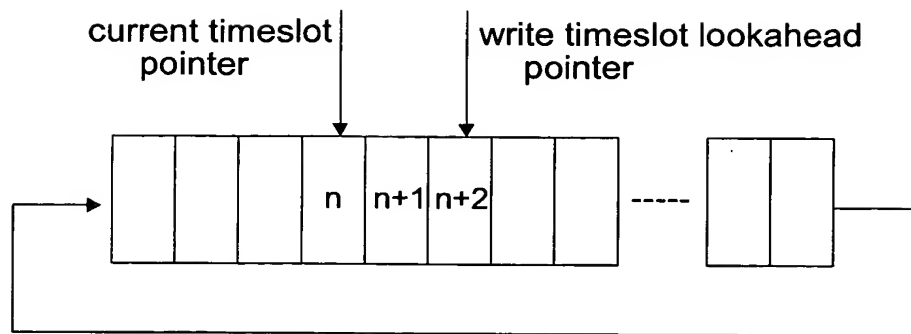 current timeslot
pointer
write timeslot lookahead
pointer
n
n+1
n+2